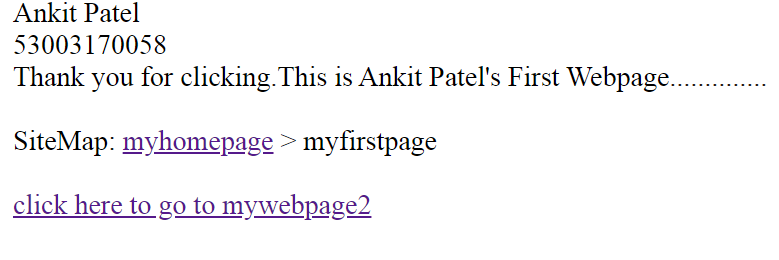 Ankit Patel
53003170058
Thank you for clicking.This is Ankit Patel's First Webpage..............
SiteMap: myhomepage > myfirstpage
click here to go to mywebpage2